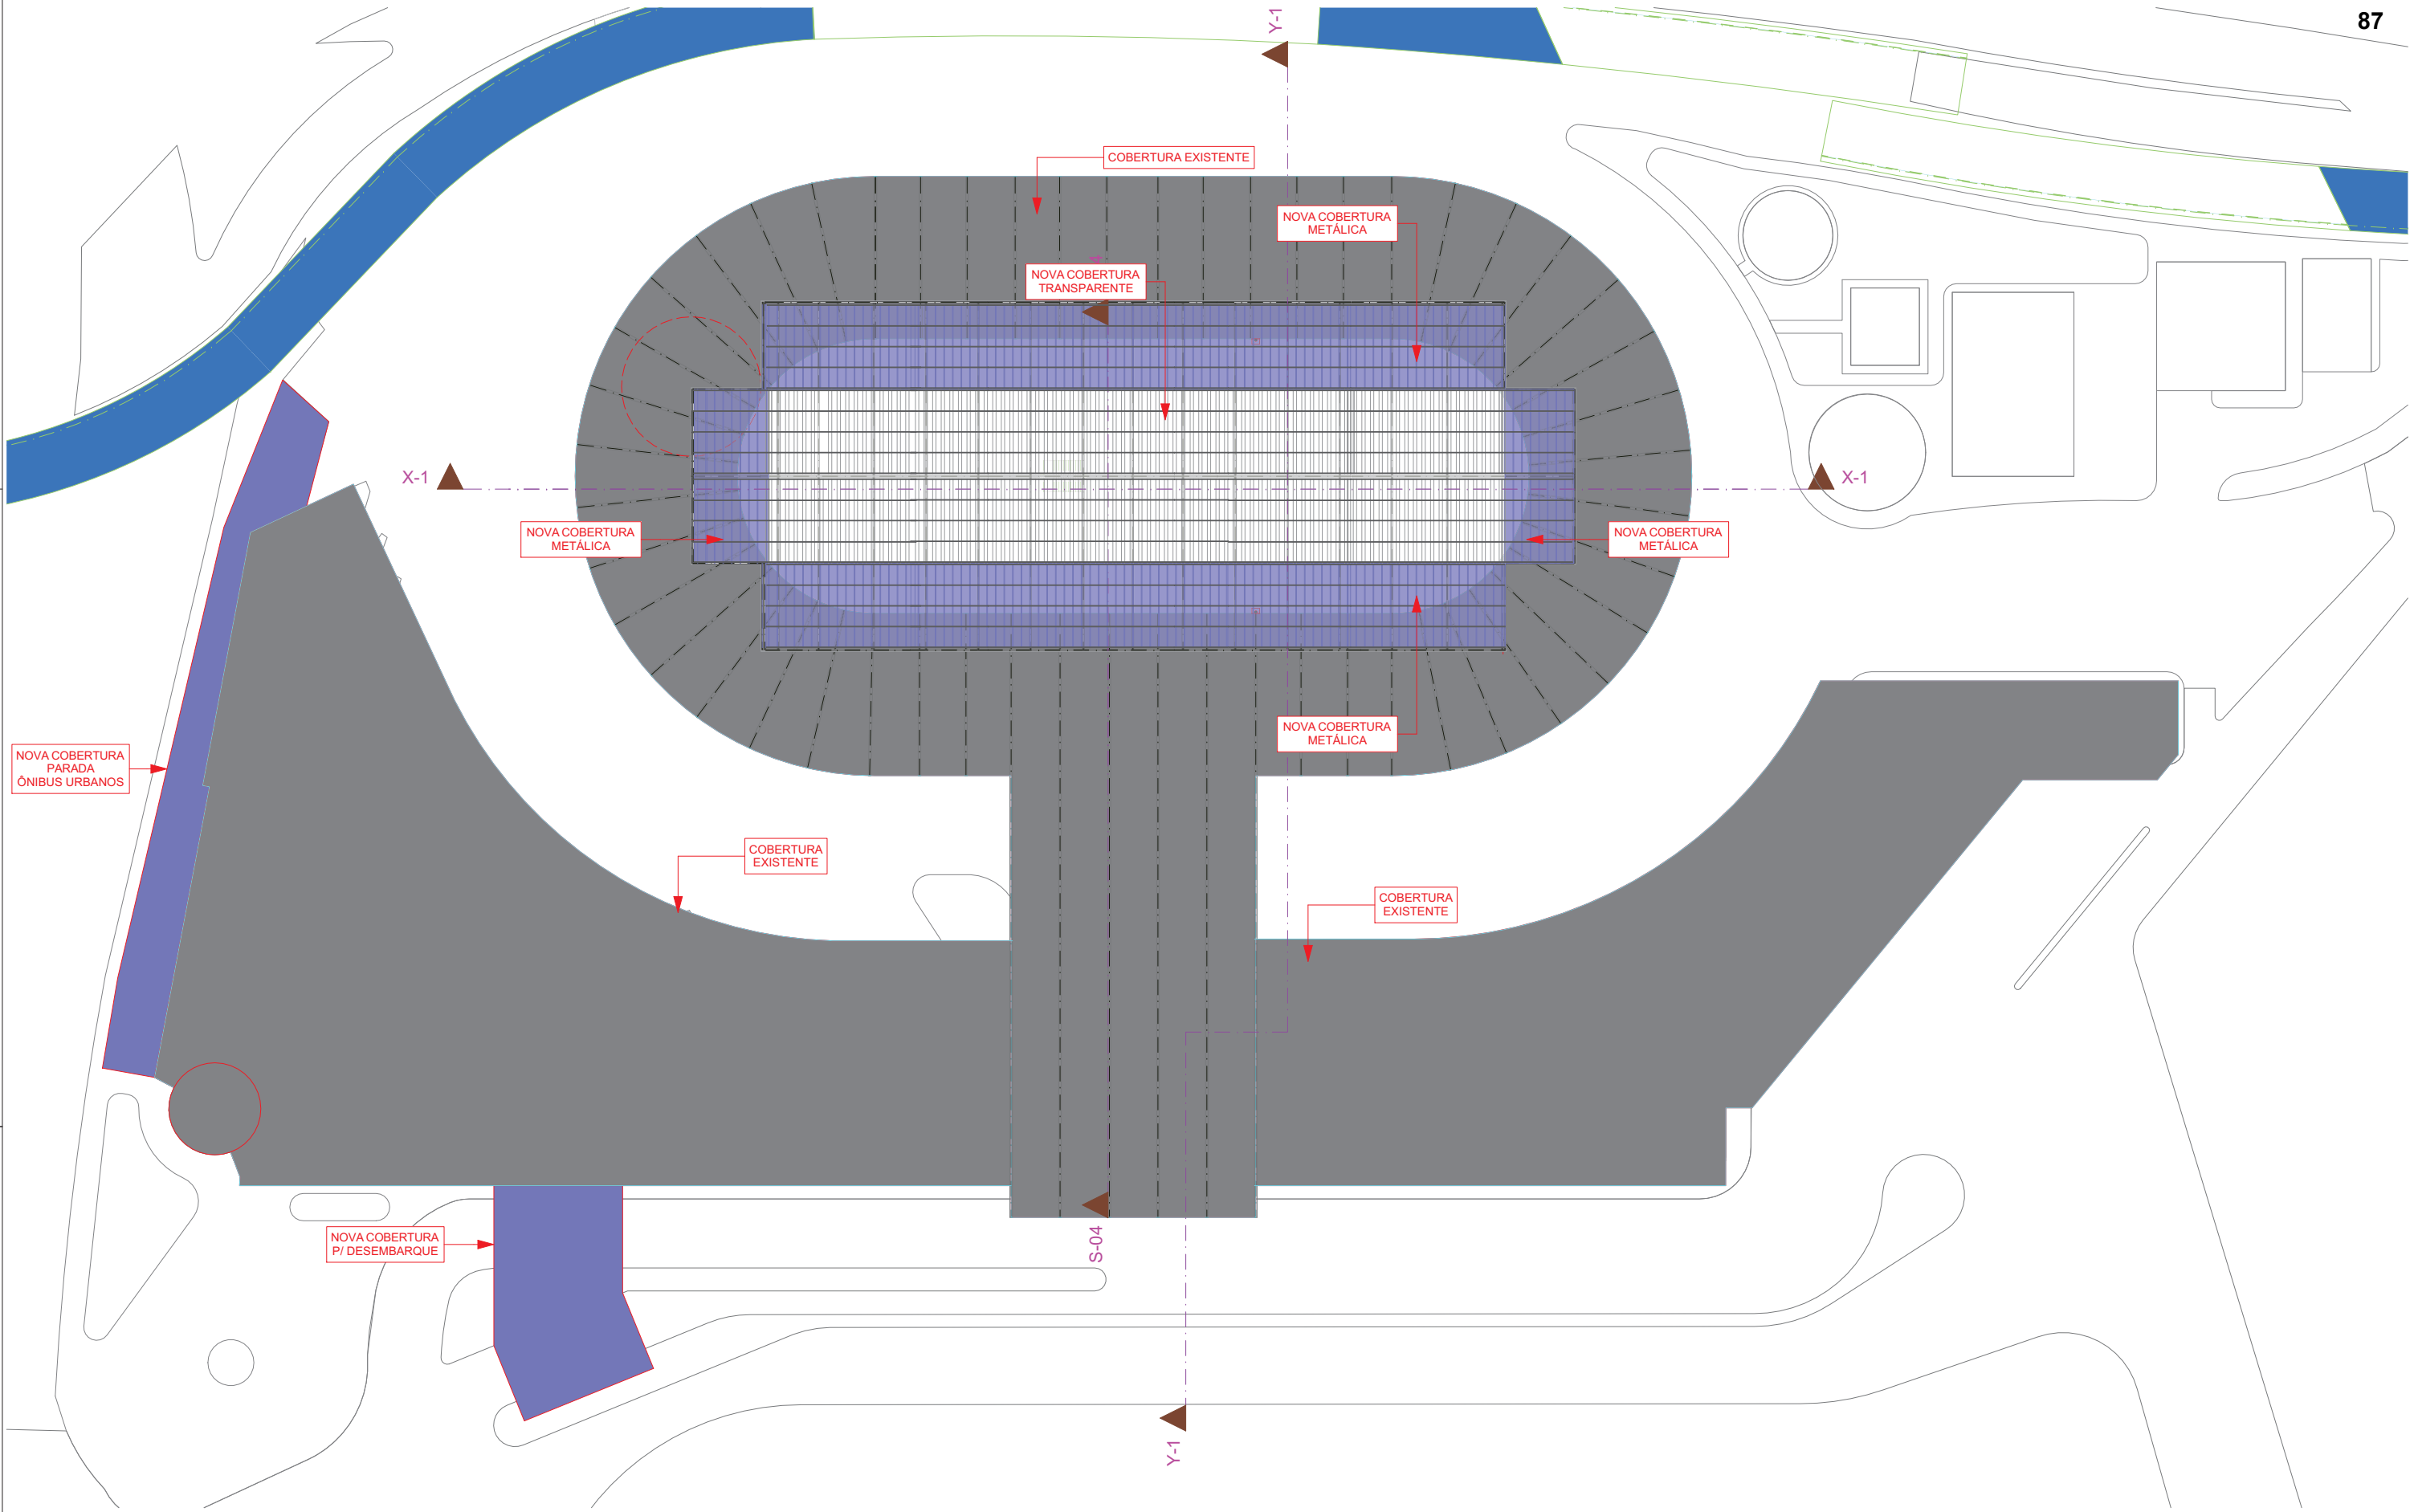 87
Y-1
COBERTURA EXISTENTE
NOVA COBERTURA
METÁLICA
4
NOVA COBERTURA
TRANSPARENTE
X-1
X-1
NOVA COBERTURA
METÁLICA
NOVA COBERTURA
METÁLICA
NOVA COBERTURA
METÁLICA
NOVA COBERTURA
PARADA
ÔNIBUS URBANOS
COBERTURA
EXISTENTE
COBERTURA
EXISTENTE
NOVA COBERTURA
P/ DESEMBARQUE
S-04
Y-1